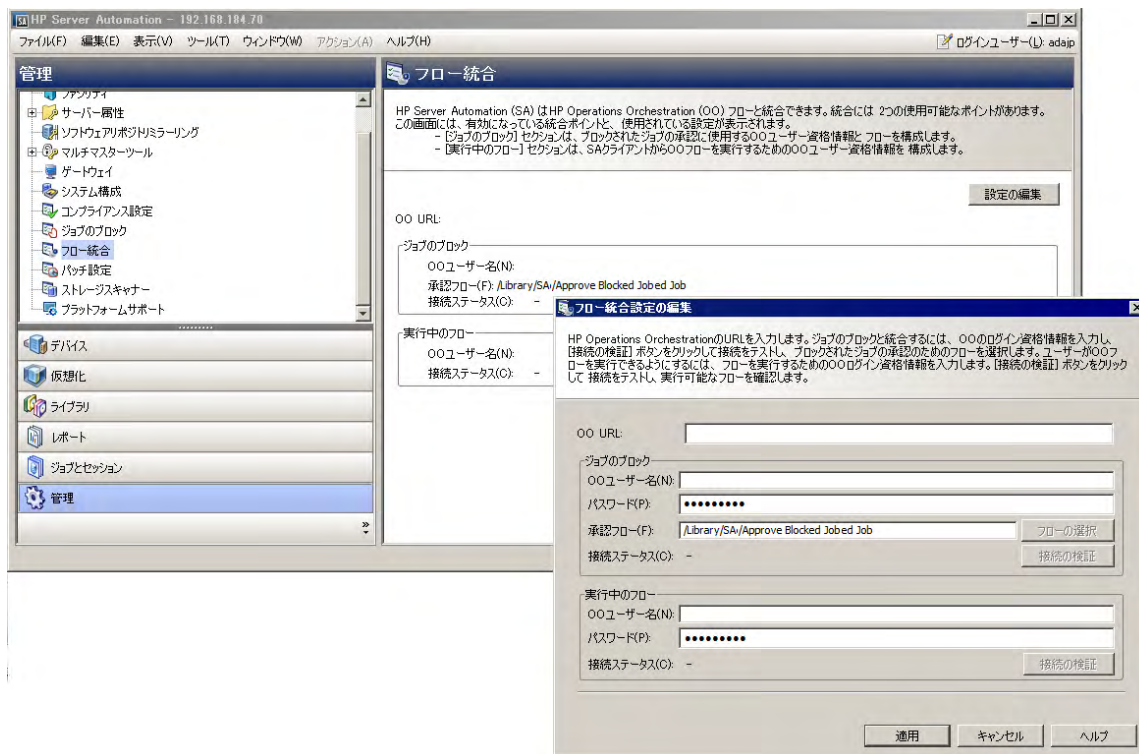 HP Server Automation - 192.168.184.70
ファイル(F) 編集(E) 表示(V) ツール(T) ウィンドウ(W) アクション(A) ヘルプ(H)
ログインユーザー(L): adajp
管理
ファシリティ
サーバー属性
ソフトウェアリポジトリミラーリング
マルチマスターツール
ゲートウェイ
システム構成
コンプライアンス設定
ジョブのブロック
フロー統合
パッチ設定
ストレージスキャナー
プラットフォームサポート
デバイス
仮想化
ライブラリ
レポート
ジョブとセッション
管理
»
フロー統合
HP Server Automation (SA) はHP Operations Orchestration (OO) フローと統合できます。統合には 2つの使用可能なポイントがあります。
この画面には、有効になっている統合ポイントと、使用されている設定が表示されます。
- [ジョブのブロック] セクションは、ブロックされたジョブの承認に使用するOOユーザー資格情報と フローを構成します。
- [実行中のフロー] セクションは、SAクライアントからOOフローを実行するためのOOユーザー資格情報を 構成します。
設定の編集
OO URL:
ジョブのブロック
OOユーザー名(N):
承認フロー(F): /Library/SA/Approve Blocked Jobed Job
接続ステータス(C): -
実行中のフロー
OOユーザー名(N):
接続ステータス(C): -
フロー統合設定の編集
HP Operations OrchestrationのURLを入力します。ジョブのブロックと統合するには、OOのログイン資格情報を入力し、
[接続の検証] ボタンをクリックして接続をテストし、ブロックされたジョブの承認のためのフローを選択します。ユーザーがOOフ
ローを実行できるようにするには、フローを実行するためのOOログイン資格情報を入力します。[接続の検証] ボタンをクリック
して 接続をテストし、実行可能なフローを確認します。
OO URL:
ジョブのブロック
OOユーザー名(N):
パスワード(P): •••••••••
承認フロー(F): /Library/SA/Approve Blocked Jobed Job フローの選択
接続ステータス(C): - 接続の検証
実行中のフロー
OOユーザー名(N):
パスワード(P): •••••••••
接続ステータス(C): - 接続の検証
適用 キャンセル ヘルプ